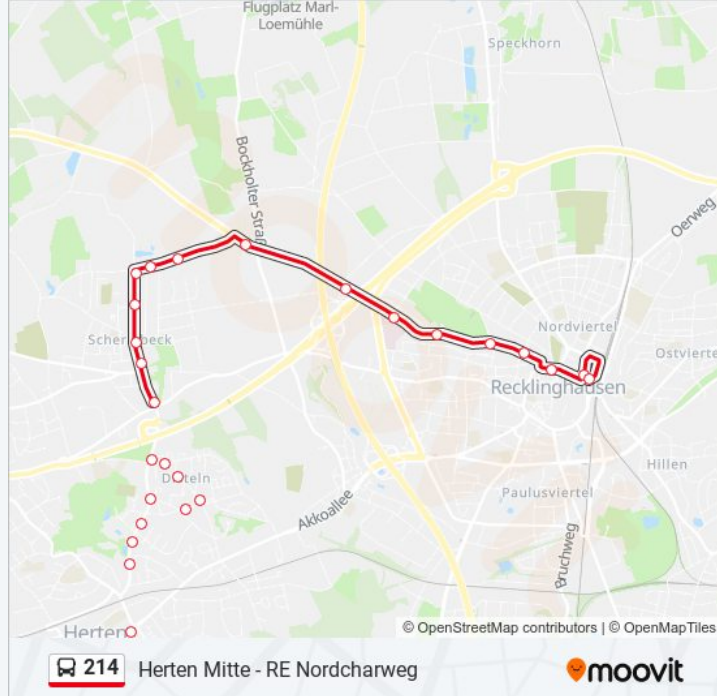 Flugplatz Marl-
Loemühle
Speckhorn
Bockholter Straß
Oerweg
Nordviertel
Ostviertel
Recklinghausen
Hillen
Paulusviertel
Akkoallee
Bruchweg
Herten
© OpenStreetMap contributors | © OpenMapTiles
214 Herten Mitte - RE Nordcharweg
moovit